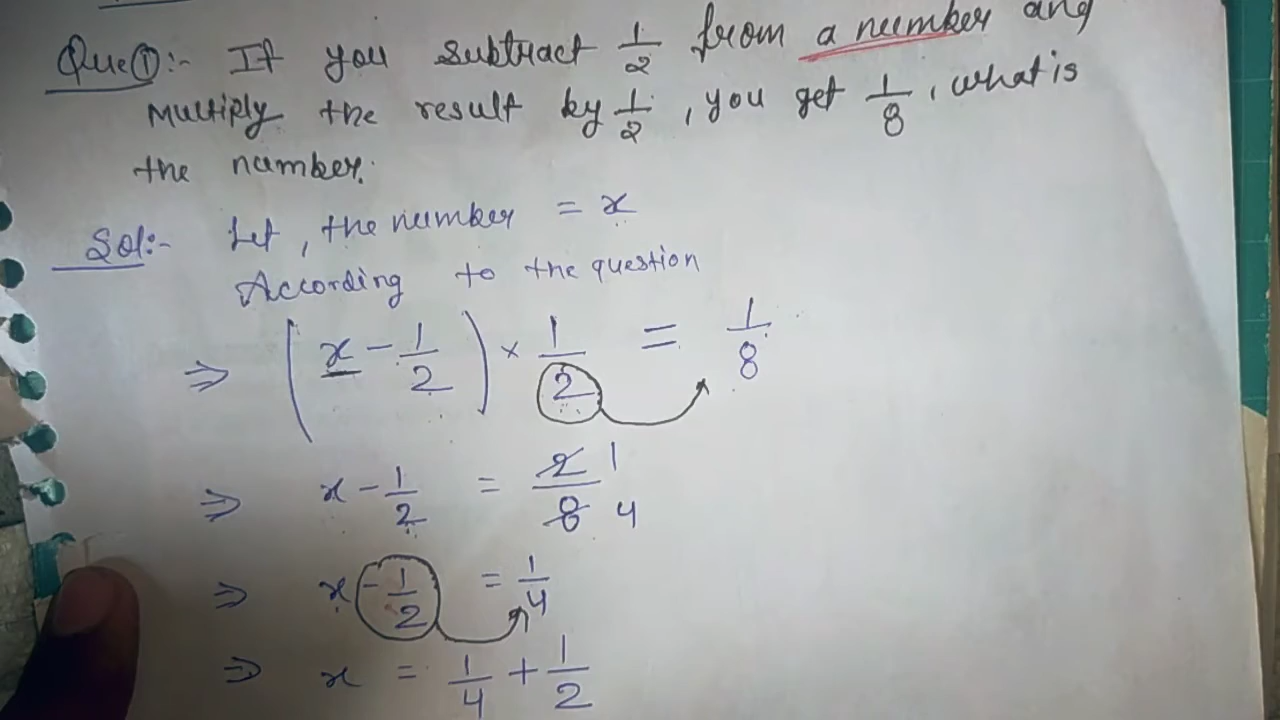 Que①:- If you subtract 1/2 from a number and
Multiply the result by 1/2, you get 1/8, what is
the number.
Sol:- Let, the number = x
According to the question
⇒ (x - 1/2) × 1/2 = 1/8
⇒ x - 1/2 = 2/8 1/4
⇒ x - 1/2 = 1/4
⇒ x = 1/4 + 1/2